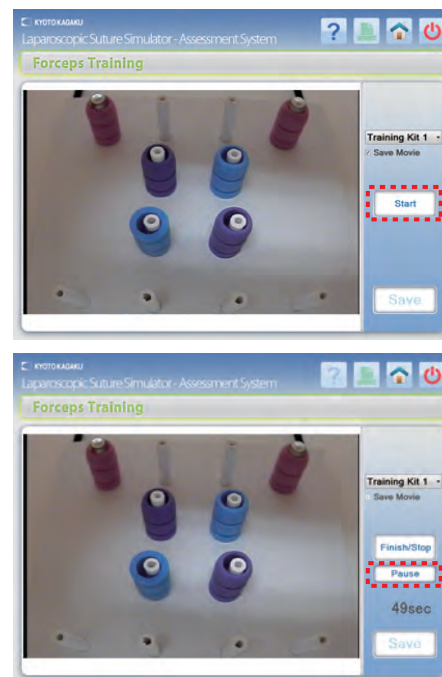 KYOTO KAGAKU
Laparoscopic Suture Simulator - Assessment System
?
Forceps Training
Training Kit 1
Save Movie
Start
Save
KYOTO KAGAKU
Laparoscopic Suture Simulator - Assessment System
?
Forceps Training
Training Kit 1
Save Movie
Finish/Stop
Pause
49sec
Save